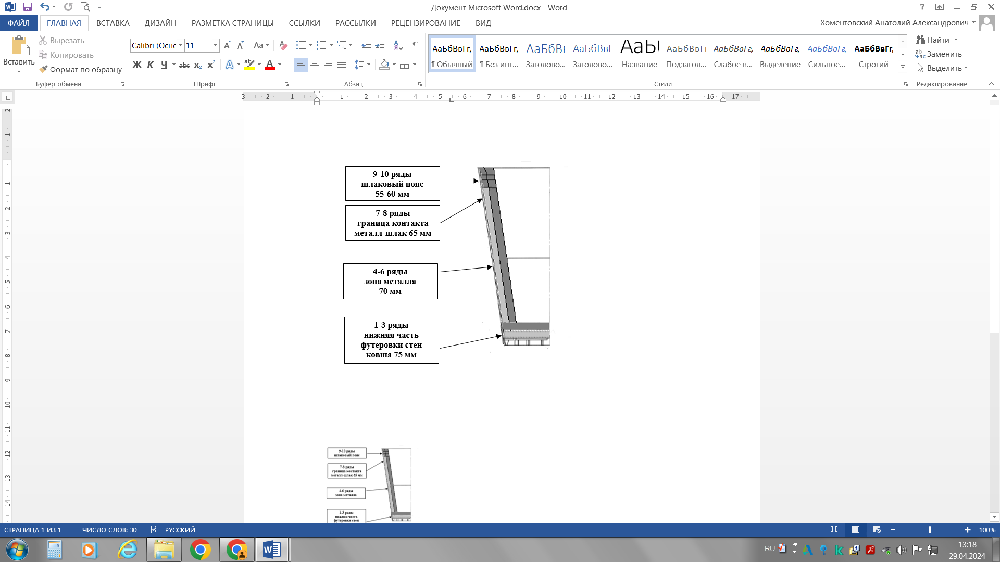 Документ Microsoft Word.docx - Word
?
ФАЙЛ ГЛАВНАЯ ВСТАВКА ДИЗАЙН РАЗМЕТКА СТРАНИЦЫ ССЫЛКИ РАССЫЛКИ РЕЦЕНЗИРОВАНИЕ ВИД Хоментовский Анатолий Александрович
Вставить
Вырезать
Копировать
Формат по образцу
Буфер обмена
Calibri (Оснс 11
Aa
Ж К Ч abc x₂ x²
Шрифт
Абзац
АаБбВвГг, АаБбВвГг, АаБбВі АаБбВвГ АаЬ АаБбВвГг АаБбВвГг, АаБбВвГг, АаБбВвГг, АаБбВвГг,
¶ Обычный ¶ Без инт... Заголово... Заголово... Название Подзагол... Слабое в... Выделение Сильное... Строгий
Стили
Найти
Заменить
Выделить
Редактирование
3 2 1 1 2 3 4 5 6 7 8 9 10 11 12 13 14 15 16 17
2 1 1 2 3 4 5 6 7 8 9 10 11 12 13 14
9-10 ряды
шлаковый пояс
55-60 мм
7-8 ряды
граница контакта
металл-шлак 65 мм
4-6 ряды
зона металла
70 мм
1-3 ряды
нижняя часть
футеровки стен
ковша 75 мм
9-10 ряды
шлаковый пояс
7-8 ряды
граница контакта
металл-шлак 65 мм
4-6 ряды
зона металла
1-3 ряды
нижняя часть
футеровки стен
СТРАНИЦА 1 ИЗ 1 ЧИСЛО СЛОВ: 30 РУССКИЙ 100%
RU
13:18
29.04.2024